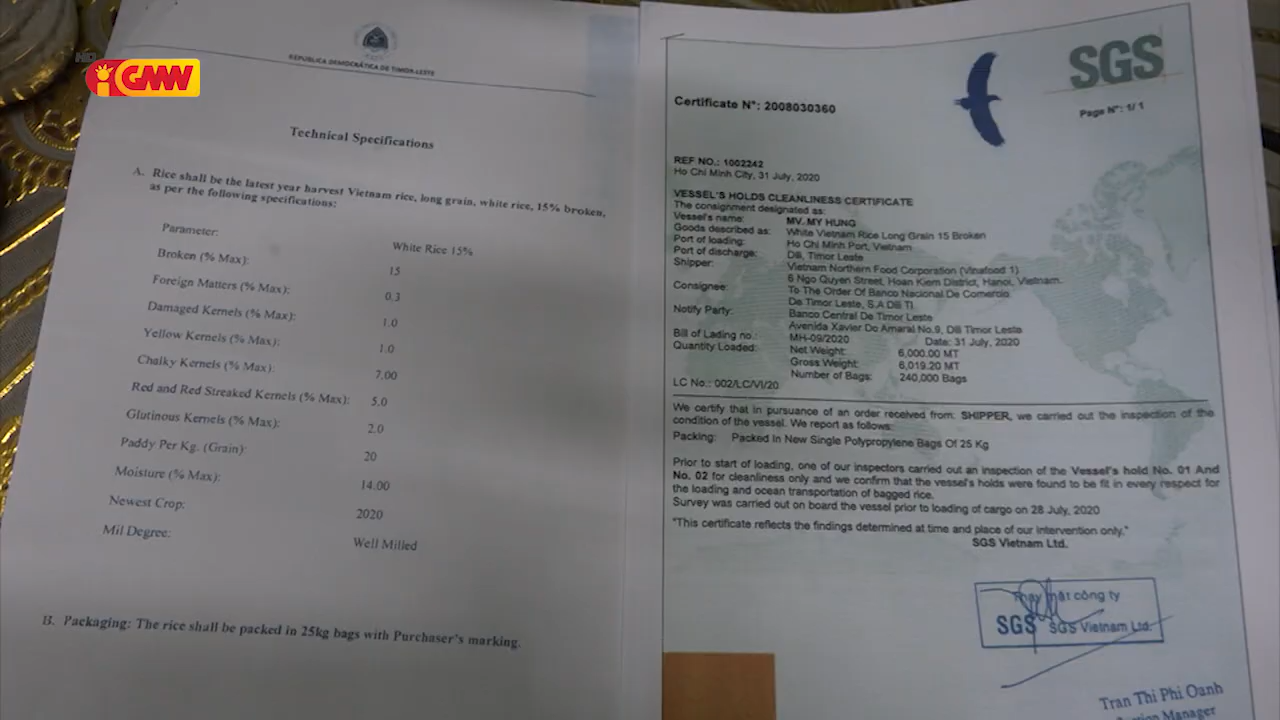 GMN
REPÚBLICA DEMOCRÁTICA DE TIMOR-LESTE
Technical Specifications
A. Rice shall be the latest year harvest Vietnam rice, long grain, white rice, 15% broken,
as per the following specifications:
Parameter: White Rice 15%
Broken (% Max): 15
Foreign Matters (% Max): 0.3
Damaged Kernels (% Max): 1.0
Yellow Kernels (% Max): 1.0
Chalky Kernels (% Max): 7.00
Red and Red Streaked Kernels (% Max): 5.0
Glutinous Kernels (% Max): 2.0
Paddy Per Kg. (Grain): 20
Moisture (% Max): 14.00
Newest Crop: 2020
Mil Degree: Well Milled
B. Packaging: The rice shall be packed in 25kg bags with Purchaser's marking.
SGS
Certificate N°: 2008030360
Page N°: 1/ 1
REF NO.: 1002242
Ho Chi Minh City, 31 July, 2020
VESSEL'S HOLDS CLEANLINESS CERTIFICATE
The consignment designated as:
Vessel's name: MV. MY HUNG
Goods described as: White Vietnam Rice Long Grain 15 Broken
Port of loading: Ho Chi Minh Port, Vietnam
Port of discharge: Dili, Timor Leste
Shipper: Vietnam Northern Food Corporation (Vinafood 1)
6 Ngo Quyen Street, Hoan Kiem District, Hanoi, Vietnam.
Consignee: To The Order Of Banco Nacional De Comercio
De Timor Leste, S.A Dili Tl
Notify Party: Banco Central De Timor Leste
Avenida Xavier Do Amaral No.9, Dili Timor Leste
Bill of Lading no.: MH-09/2020 Date: 31 July, 2020
Quantity Loaded: Net Weight: 6,000.00 MT
Gross Weight: 6,019.20 MT
Number of Bags: 240,000 Bags
LC No.: 002/LC/VI/20
We certify that in pursuance of an order received from: SHIPPER, we carried out the inspection of the
condition of the vessel. We report as follows:
Packing: Packed In New Single Polypropylene Bags Of 25 Kg
Prior to start of loading, one of our inspectors carried out an inspection of the Vessel's hold No. 01 And
No. 02 for cleanliness only and we confirm that the vessel's holds were found to be fit in every respect for
the loading and ocean transportation of bagged rice.
Survey was carried out on board the vessel prior to loading of cargo on 28 July, 2020
"This certificate reflects the findings determined at time and place of our intervention only."
SGS Vietnam Ltd.
Thay mặt công ty
SGS SGS Vietnam Ltd.
Tran Thi Phi Oanh
Manager